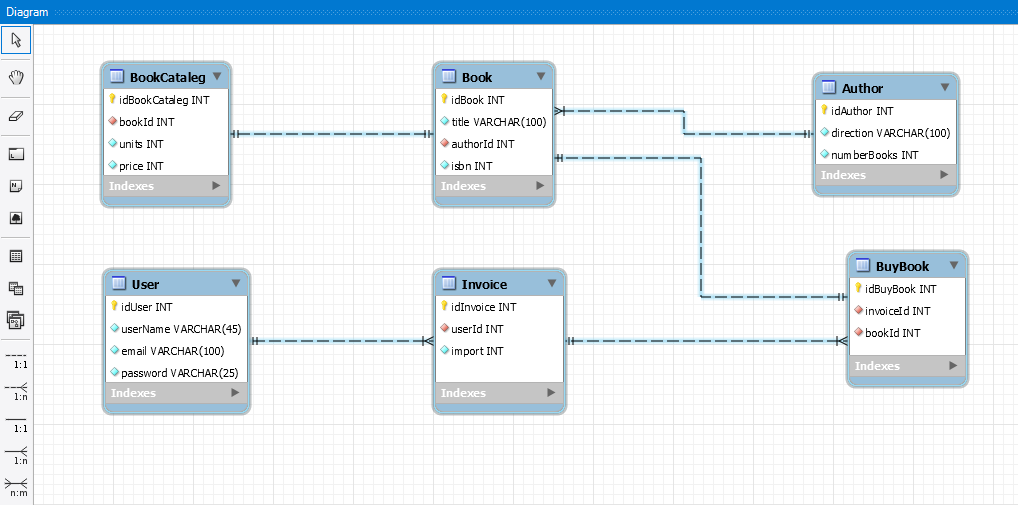 Diagram
BookCataleg
idBookCataleg INT
bookId INT
units INT
price INT
Indexes
Book
idBook INT
title VARCHAR(100)
authorId INT
isbn INT
Indexes
Author
idAuthor INT
direction VARCHAR(100)
numberBooks INT
Indexes
User
idUser INT
userName VARCHAR(45)
email VARCHAR(100)
password VARCHAR(25)
Indexes
Invoice
idInvoice INT
userId INT
import INT
Indexes
BuyBook
idBuyBook INT
invoiceId INT
bookId INT
Indexes
1:1
1:n
1:1
1:n
n:m